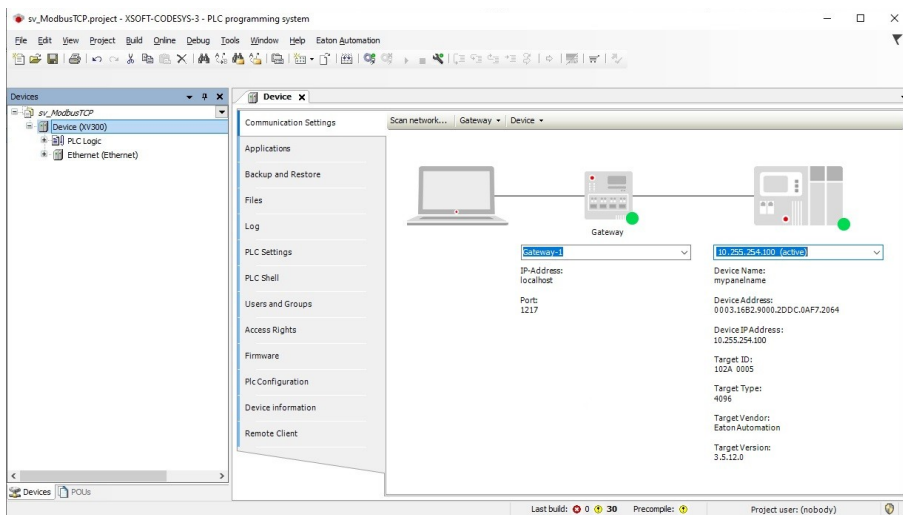 sv_ModbusTCP.project - XSOFT-CODESYS-3 - PLC programming system
File Edit View Project Build Online Debug Tools Window Help Eaton Automation
Devices
Device
sv_ModbusTCP
Device (XV300)
PLC Logic
Ethernet (Ethernet)
Communication Settings
Applications
Backup and Restore
Files
Log
PLC Settings
PLC Shell
Users and Groups
Access Rights
Firmware
Plc Configuration
Device information
Remote Client
Scan network... Gateway Device
Gateway
Gateway-1
IP-Address:
localhost
Port:
1217
10.255.254.100 (active)
Device Name:
mypanelname
Device Address:
0003.16B2.9000.2DDC.0AF7.2064
Device IP Address:
10.255.254.100
Target ID:
102A 0005
Target Type:
4096
Target Vendor:
Eaton Automation
Target Version:
3.5.12.0
Devices POUs
Last build: 0 30 Precompile: Project user: (nobody)